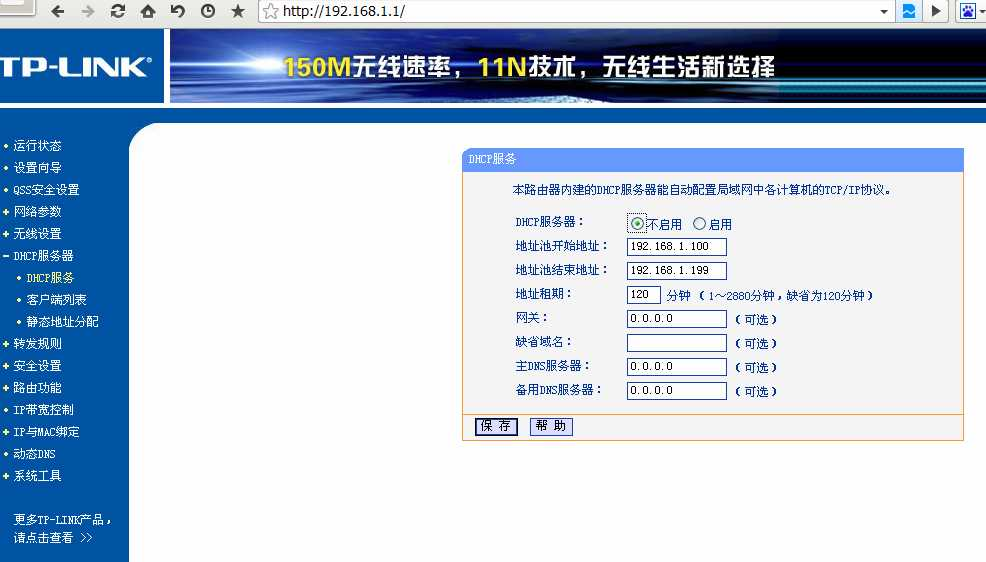 http://192.168.1.1/
TP-LINK®
150M无线速率，11N技术，无线生活新选择
• 运行状态
• 设置向导
• QSS安全设置
+ 网络参数
+ 无线设置
- DHCP服务器
• DHCP服务
• 客户端列表
• 静态地址分配
+ 转发规则
+ 安全设置
+ 路由功能
• IP带宽控制
+ IP与MAC绑定
• 动态DNS
+ 系统工具
更多TP-LINK产品，
请点击查看 >>
DHCP服务
本路由器内建的DHCP服务器能自动配置局域网中各计算机的TCP/IP协议。
DHCP服务器： 不启用 启用
地址池开始地址： 192.168.1.100
地址池结束地址： 192.168.1.199
地址租期： 120 分钟（1～2880分钟，缺省为120分钟）
网关： 0.0.0.0 （可选）
缺省域名： （可选）
主DNS服务器： 0.0.0.0 （可选）
备用DNS服务器： 0.0.0.0 （可选）
保 存 帮 助